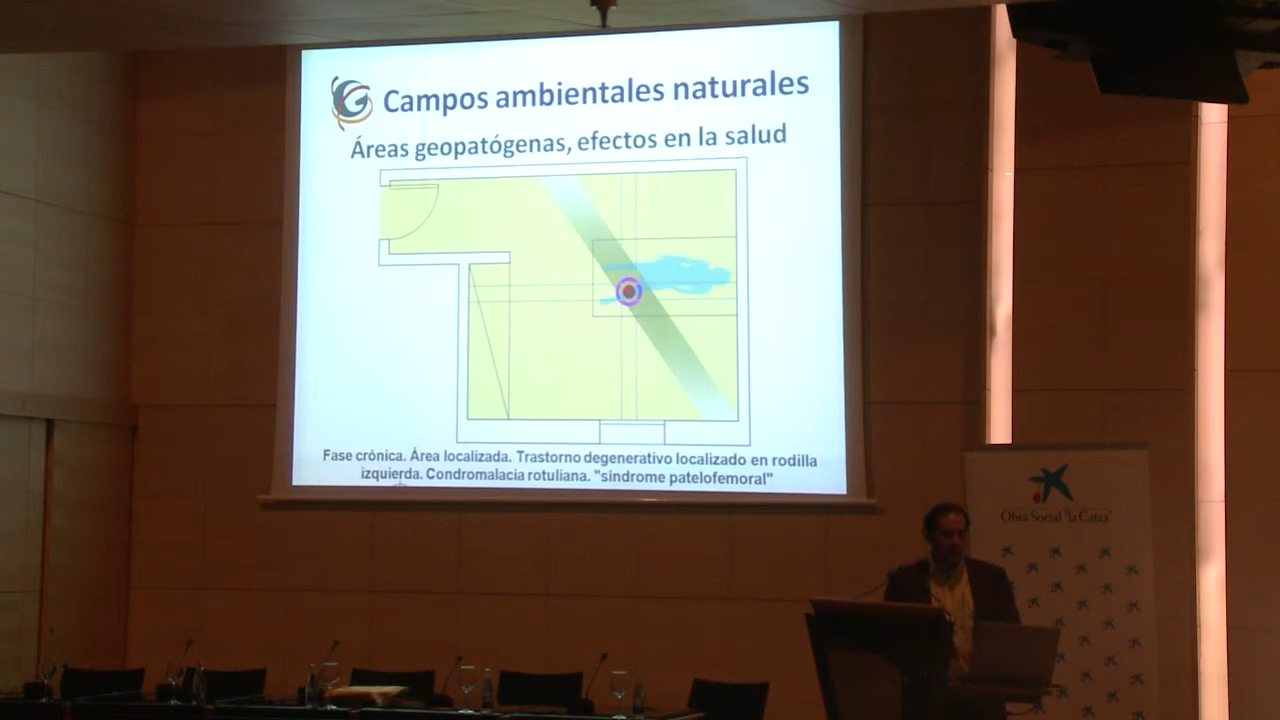 Campos ambientales naturales
Áreas geopatógenas, efectos en la salud
Fase crónica. Área localizada. Trastorno degenerativo localizado en rodilla
izquierda. Condromalacia rotuliana. "síndrome patelofemoral"
Obra Social "la Caixa"